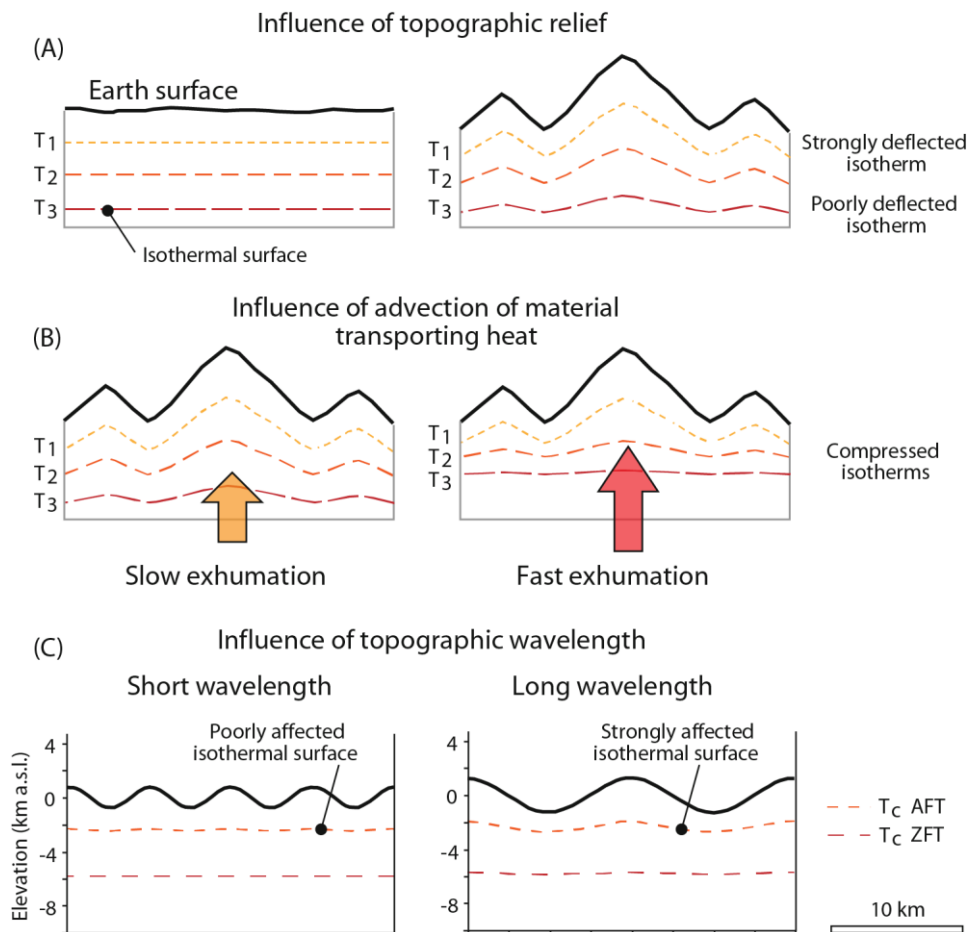 Influence of topographic relief
(A)
Earth surface
T1
T2
T3
Isothermal surface
T1
T2
T3
Strongly deflected
isotherm
Poorly deflected
isotherm
Influence of advection of material
transporting heat
(B)
T1
T2
T3
T1
T2
T3
Compressed
isotherms
Slow exhumation
Fast exhumation
Influence of topographic wavelength
(C)
Short wavelength
Long wavelength
Poorly affected
isothermal surface
Strongly affected
isothermal surface
Elevation (km a.s.l.)
4
0
-4
-8
4
0
-4
-8
Tc AFT
Tc ZFT
10 km